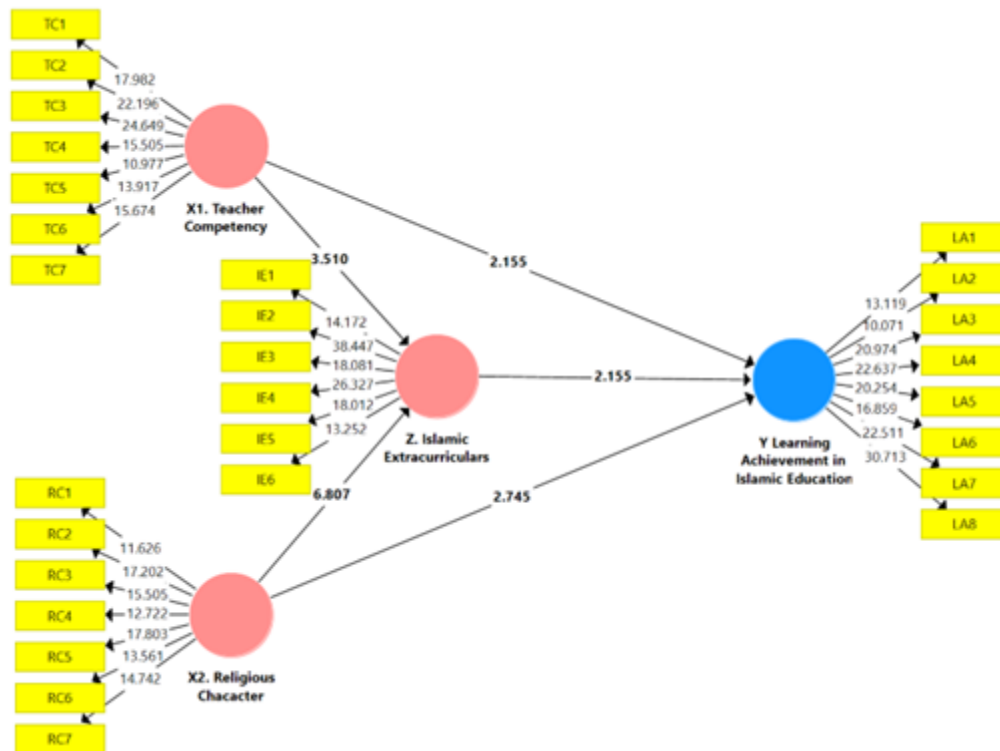 TC1
TC2
TC3
TC4
TC5
TC6
TC7
17.982
22.196
24.649
15.505
10.977
13.917
15.674
X1. Teacher
Competency
3.510
2.155
IE1
IE2
IE3
IE4
IE5
IE6
14.172
38.447
18.081
26.327
18.012
13.252
Z. Islamic
Extracurriculars
2.155
6.807
2.745
LA1
LA2
LA3
LA4
LA5
LA6
LA7
LA8
13.119
10.071
20.974
22.637
20.254
16.859
22.511
30.713
Y Learning
Achievement in
Islamic Education
RC1
RC2
RC3
RC4
RC5
RC6
RC7
11.626
17.202
15.505
12.722
17.803
13.561
14.742
X2. Religious
Chacacter